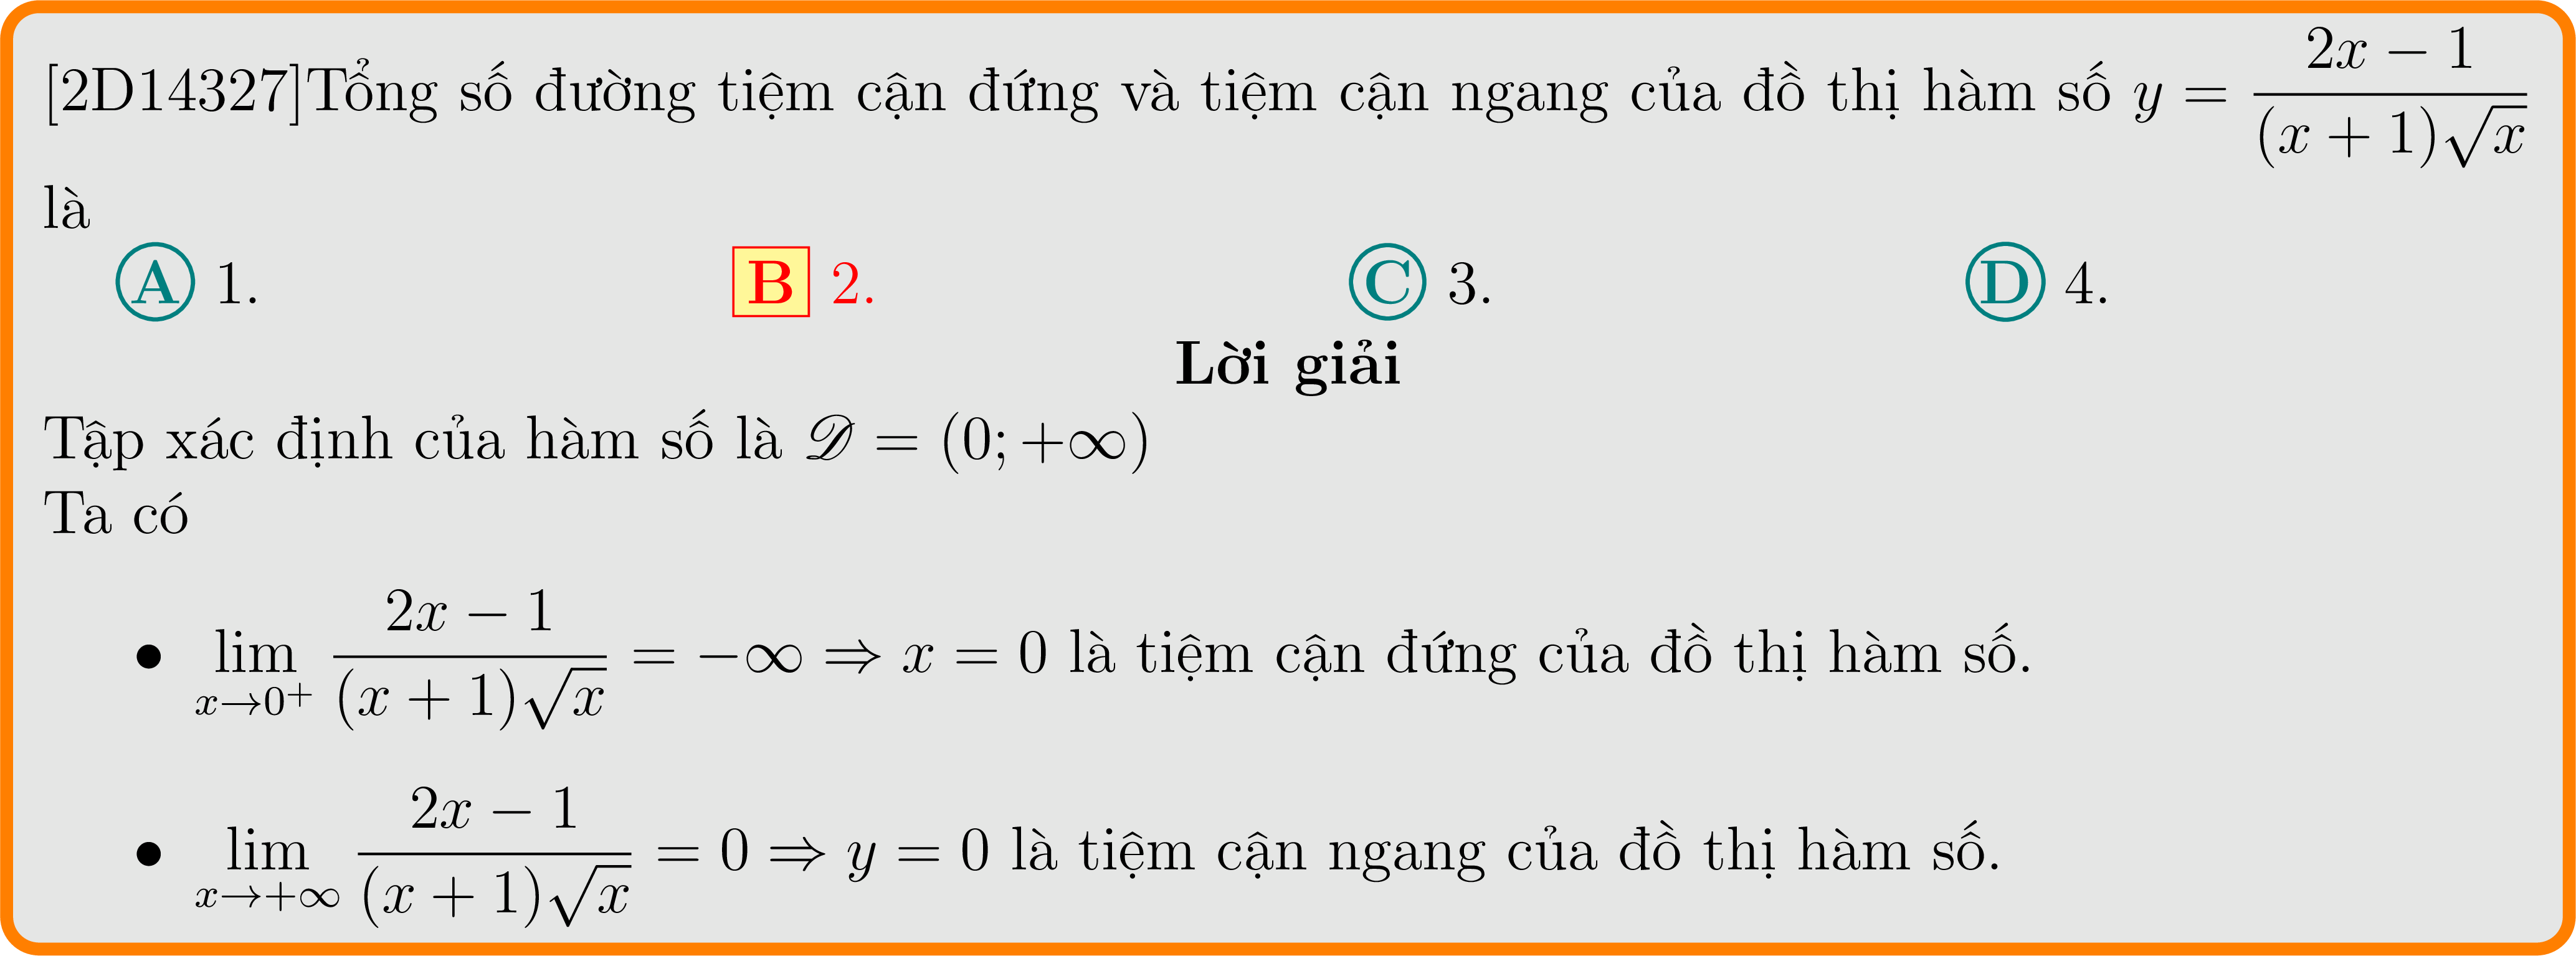 [2D14327]Tổng số đường tiệm cận đứng và tiệm cận ngang của đồ thị hàm số $y = \dfrac{2x - 1}{(x + 1)\sqrt{x}}$
là
A 1. B 2. C 3. D 4.
Lời giải
Tập xác định của hàm số là $\mathscr{D} = (0; +\infty)$
Ta có
• $\lim\limits_{x \to 0^+} \dfrac{2x - 1}{(x + 1)\sqrt{x}} = -\infty \Rightarrow x = 0$ là tiệm cận đứng của đồ thị hàm số.
• $\lim\limits_{x \to +\infty} \dfrac{2x - 1}{(x + 1)\sqrt{x}} = 0 \Rightarrow y = 0$ là tiệm cận ngang của đồ thị hàm số.